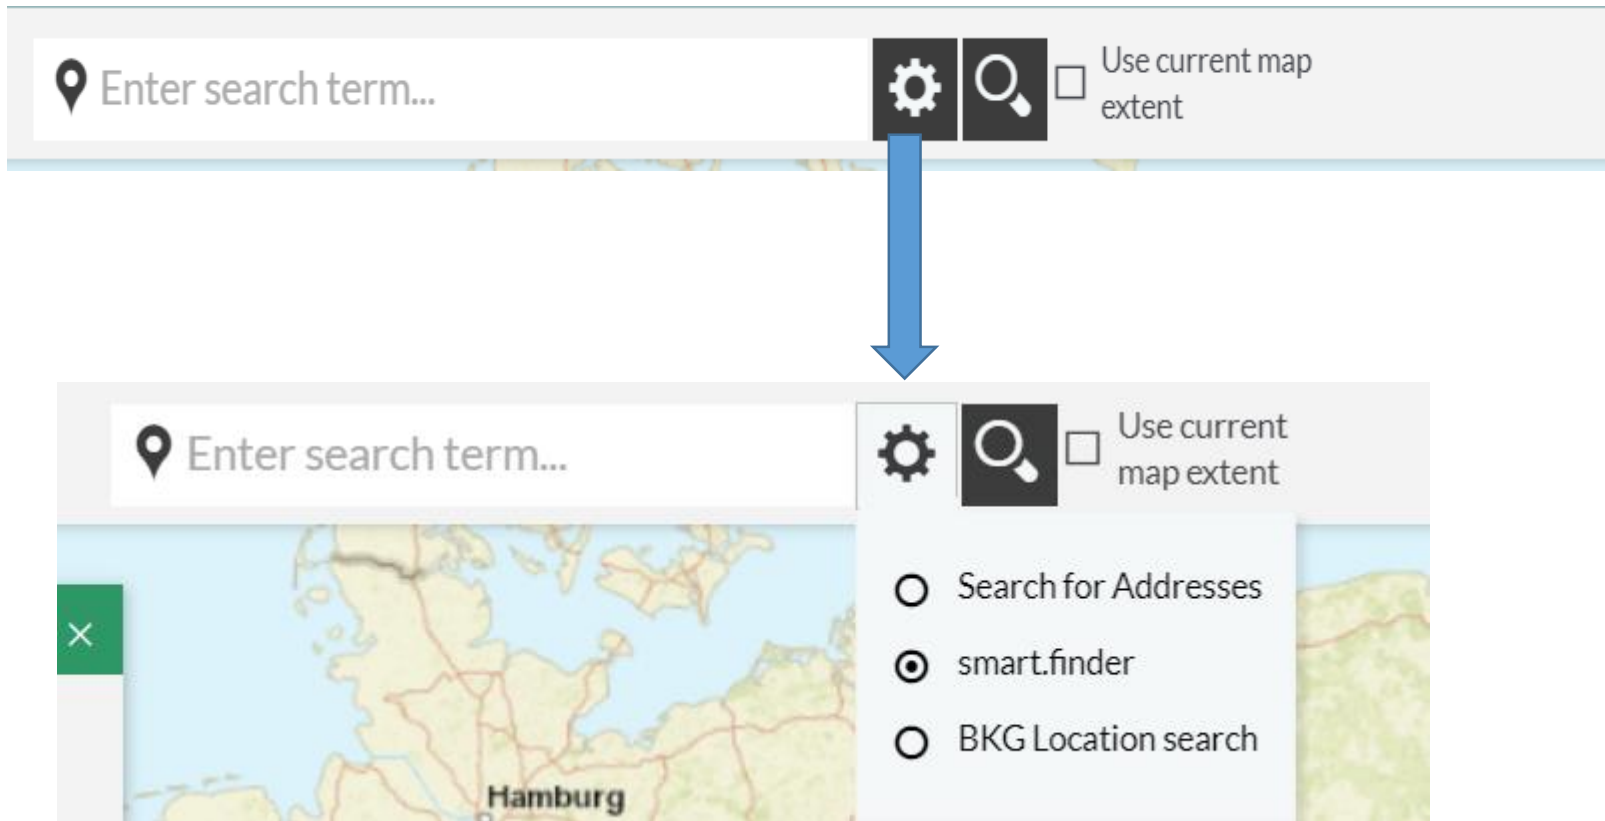 Enter search term...
Use current map
extent
Enter search term...
Use current
map extent
Search for Addresses
smart.finder
BKG Location search
Hamburg